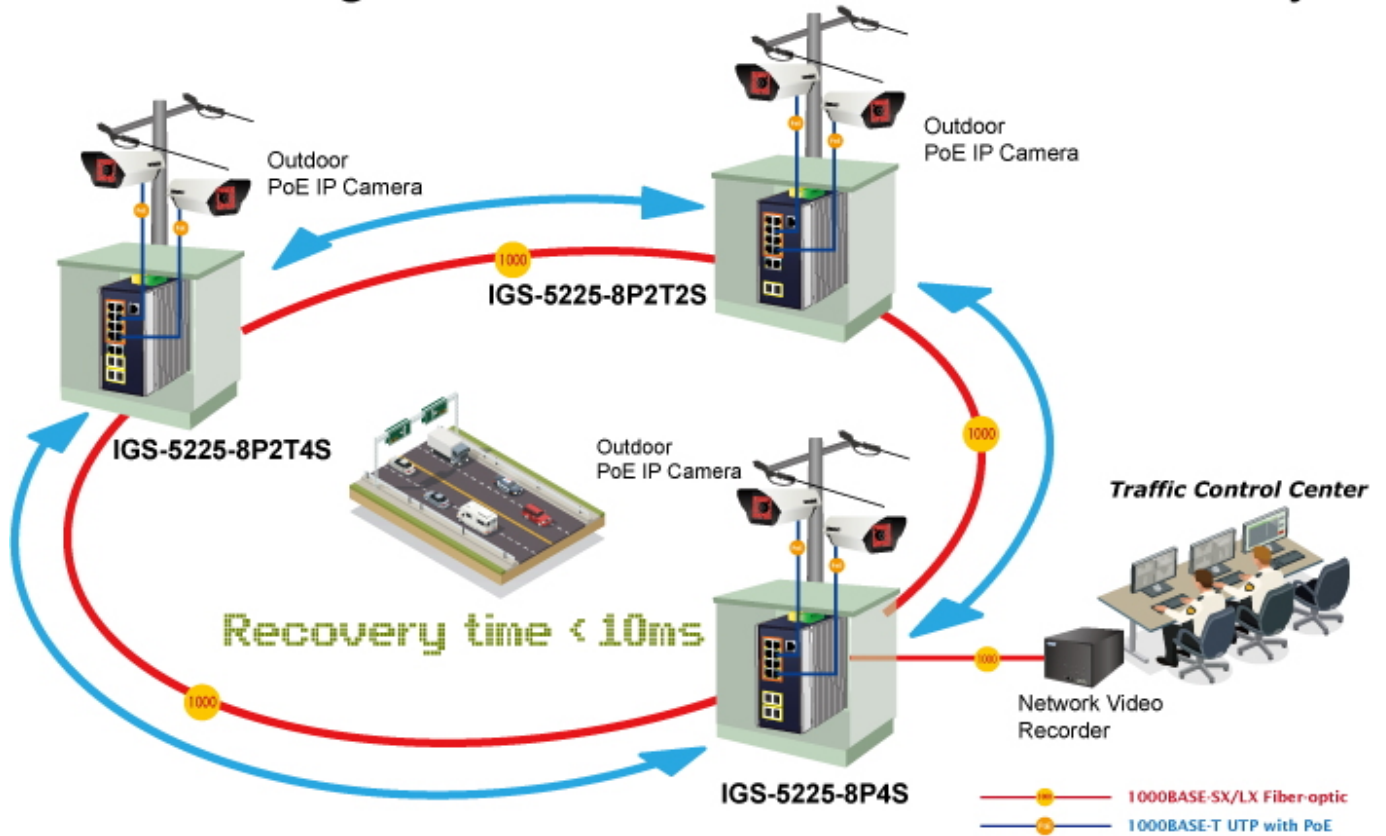 Outdoor
PoE IP Camera
Outdoor
PoE IP Camera
1000
IGS-5225-8P2T2S
IGS-5225-8P2T4S
1000
Outdoor
PoE IP Camera
Traffic Control Center
Recovery time < 10ms
1000
1000
Network Video
Recorder
IGS-5225-8P4S
1000BASE-SX/LX Fiber-optic
1000BASE-T UTP with PoE